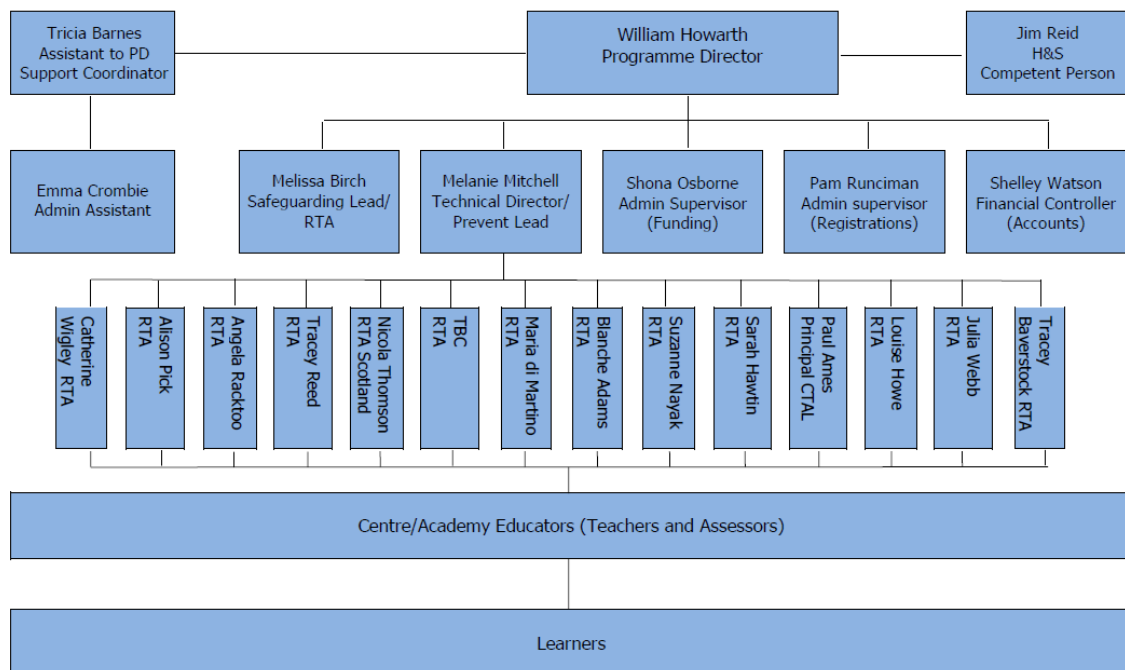 Tricia Barnes
Assistant to PD
Support Coordinator
William Howarth
Programme Director
Jim Reid
H&S
Competent Person
Emma Crombie
Admin Assistant
Melissa Birch
Safeguarding Lead/
RTA
Melanie Mitchell
Technical Director/
Prevent Lead
Shona Osborne
Admin Supervisor
(Funding)
Pam Runciman
Admin supervisor
(Registrations)
Shelley Watson
Financial Controller
(Accounts)
Catherine
Wigley RTA
Alison Pick
RTA
Angela Racktoo
RTA
Tracey Reed
RTA
Nicola Thomson
RTA Scotland
TBC
RTA
Maria di Martino
RTA
Blanche Adams
RTA
Suzanne Nayak
RTA
Sarah Hawtin
RTA
Paul Ames
Principal CTAL
Louise Howe
RTA
Julia Webb
RTA
Tracey
Baverstock RTA
Centre/Academy Educators (Teachers and Assessors)
Learners